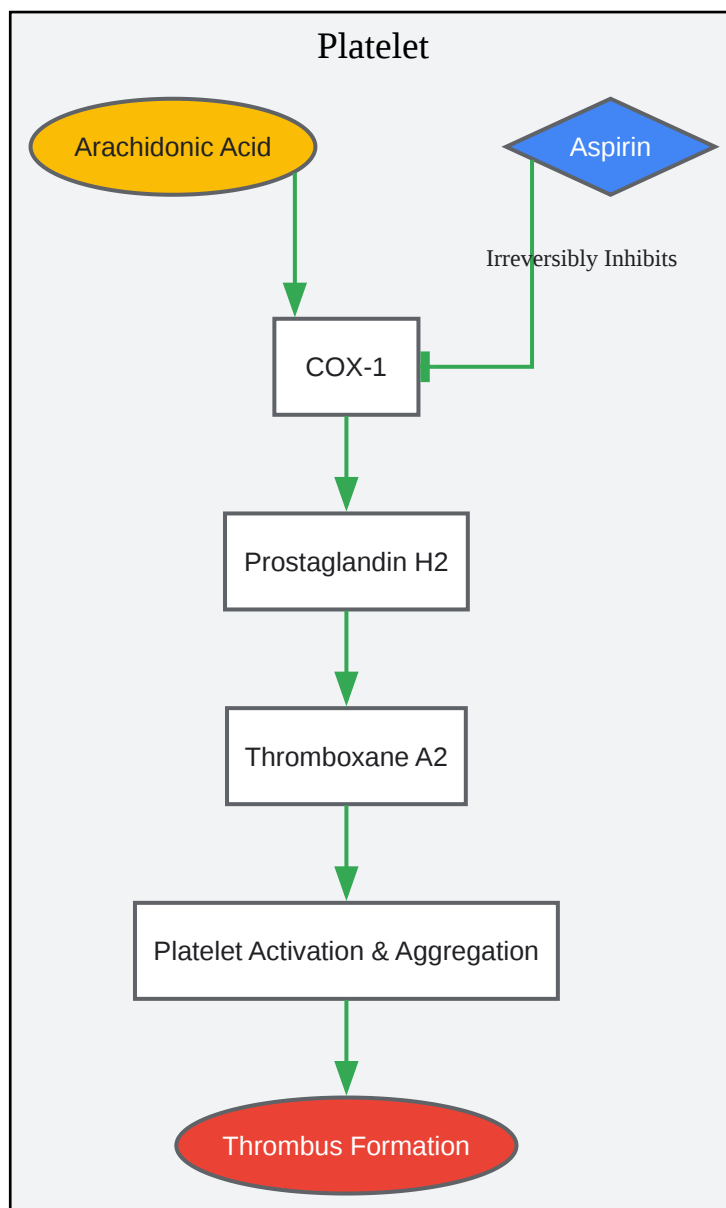 Platelet
Arachidonic Acid
Aspirin
Irreversibly Inhibits
COX-1
Prostaglandin H2
Thromboxane A2
Platelet Activation & Aggregation
Thrombus Formation